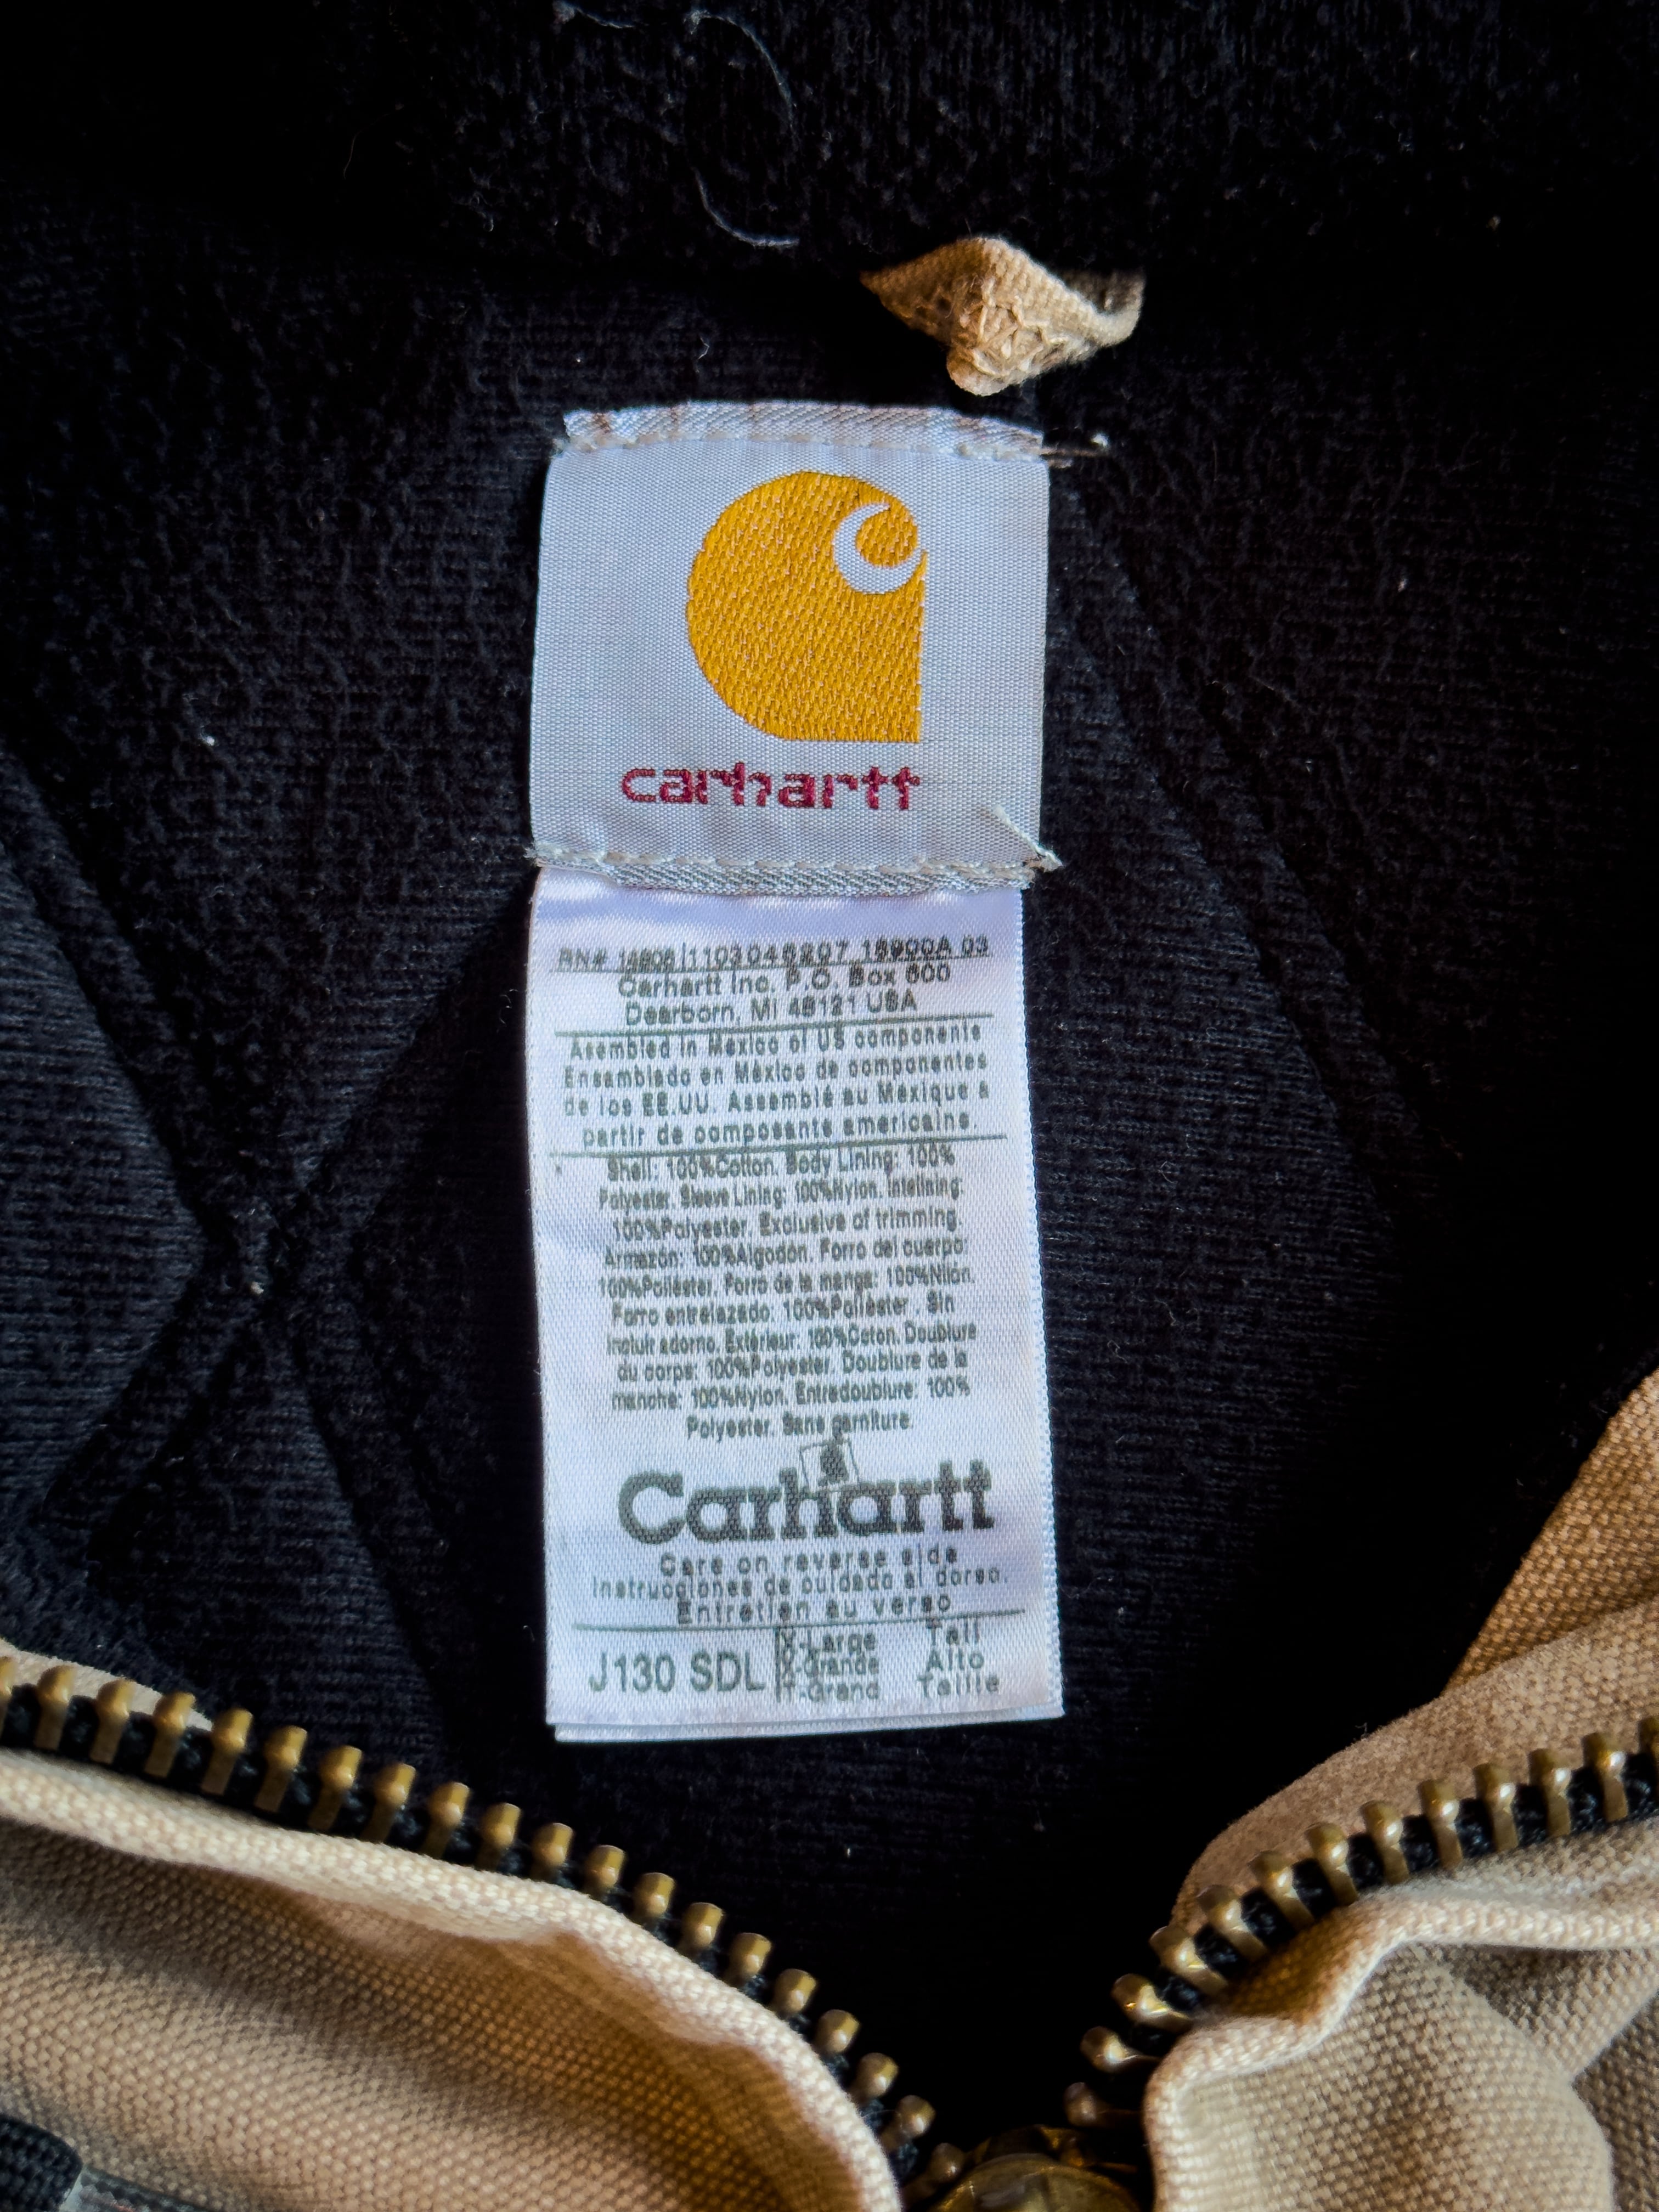 carhartt
RN# 14806 1103046207 18900A 03
Carhartt Inc. P.O. Box 600
Dearborn, MI 48121 USA
Asembled in Mexico of US componente
Ensamblado en México de componentes
de los EE.UU. Assemblé au Mexique à
partir de composante americains.
Shell: 100%Cotton. Body Lining: 100%
Polyester. Sleeve Lining: 100%Nylon. Intelining:
100%Polyester. Exclusive of trimming.
Armazón: 100%Algodon. Forro del cuerpo:
100%Poliéster. Forro de la manga: 100%Nilón.
Forro entrelazado: 100%Poliéster . Sin
incluir adorno. Extérieur: 100%Coton. Doublure
du corps: 100%Polyester. Doublure de la
manche: 100%Nylon. Entredoublure: 100%
Polyester. Sans garniture.
Carhartt
Care on reverse side
Instrucciones de cuidado al dorso.
Entretien au verso
J130 SDL X-Large Tall
X-Grande Alto
T-Grand Taille